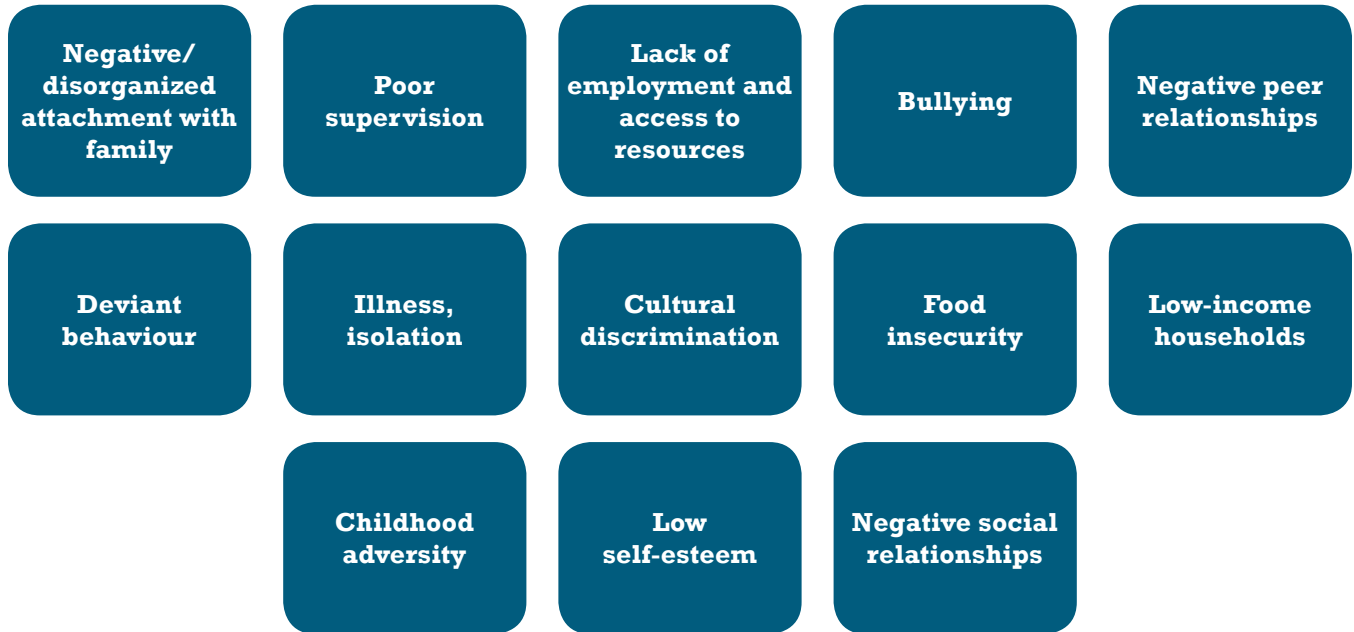 Negative/
disorganized
attachment with
family
Poor
supervision
Lack of
employment and
access to
resources
Bullying
Negative peer
relationships
Deviant
behaviour
Illness,
isolation
Cultural
discrimination
Food
insecurity
Low-income
households
Childhood
adversity
Low
self-esteem
Negative social
relationships